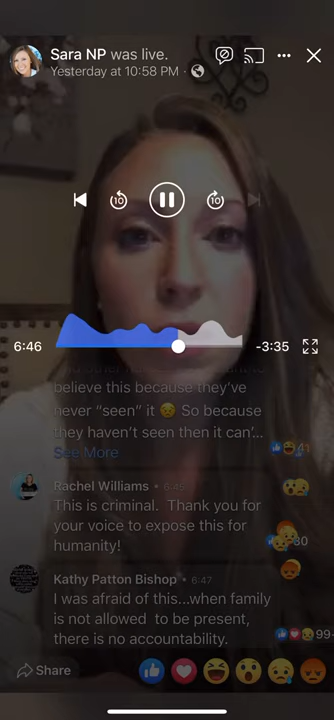 Sara NP was live.
Yesterday at 10:58 PM ·
10
10
6:46
-3:35
believe this because they've
never "seen" it 😣 So because
they haven't seen then it can'...
See More
41
Rachel Williams • 6:45
This is criminal. Thank you for
your voice to expose this for
humanity!
30
Kathy Patton Bishop • 6:47
I was afraid of this...when family
is not allowed to be present,
there is no accountability.
99+
Share